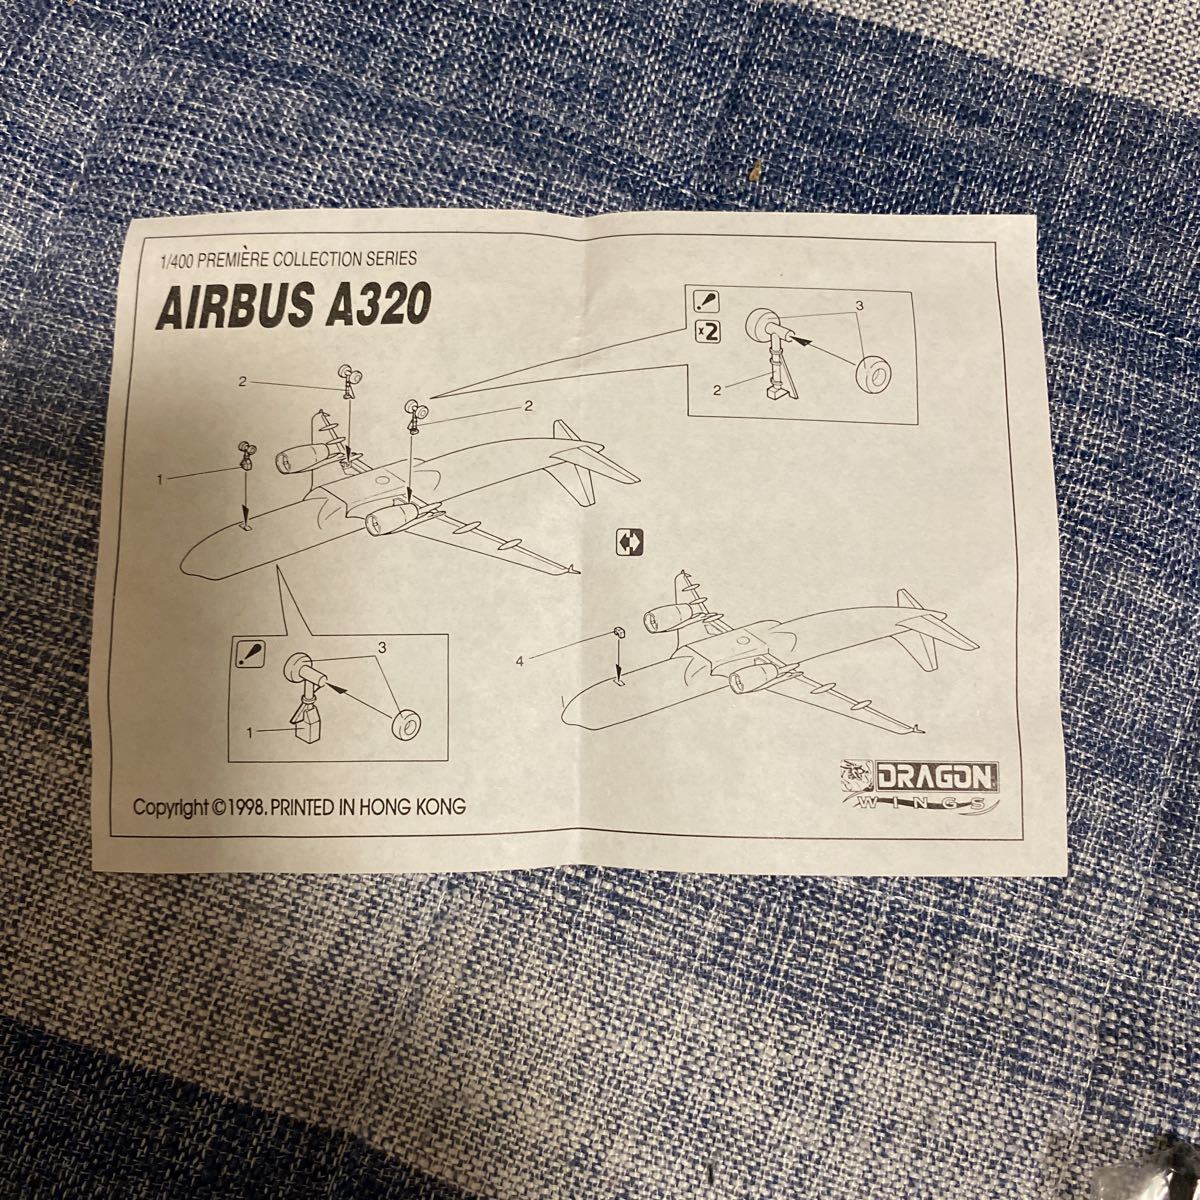 1/400 PREMIÈRE COLLECTION SERIES
AIRBUS A320
x2
3
2
2
2
1
3
1
4
DRAGON
WINGS
Copyright © 1998. PRINTED IN HONG KONG